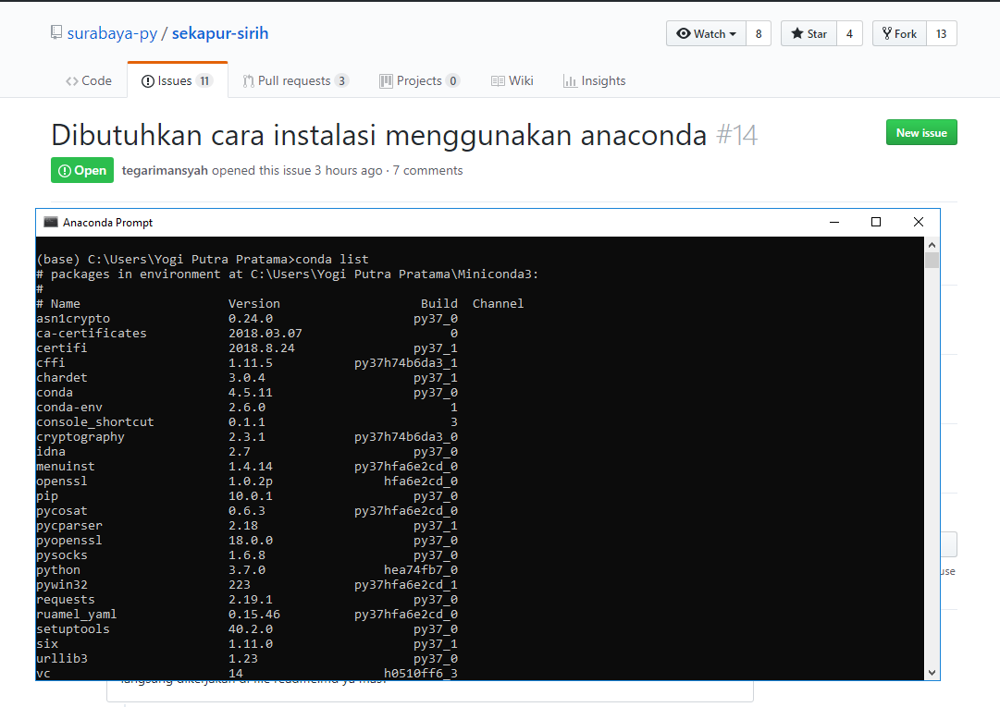 surabaya-py / sekapur-sirih
Watch 8 Star 4 Fork 13
Code Issues 11 Pull requests 3 Projects 0 Wiki Insights
Dibutuhkan cara instalasi menggunakan anaconda #14
New issue
Open tegarimansyah opened this issue 3 hours ago · 7 comments
Anaconda Prompt
(base) C:\Users\Yogi Putra Pratama>conda list
# packages in environment at C:\Users\Yogi Putra Pratama\Miniconda3:
#
# Name Version Build Channel
asn1crypto 0.24.0 py37_0
ca-certificates 2018.03.07 0
certifi 2018.8.24 py37_1
cffi 1.11.5 py37h74b6da3_1
chardet 3.0.4 py37_1
conda 4.5.11 py37_0
conda-env 2.6.0 1
console_shortcut 0.1.1 3
cryptography 2.3.1 py37h74b6da3_0
idna 2.7 py37_0
menuinst 1.4.14 py37hfa6e2cd_0
openssl 1.0.2p hfa6e2cd_0
pip 10.0.1 py37_0
pycosat 0.6.3 py37hfa6e2cd_0
pycparser 2.18 py37_1
pyopenssl 18.0.0 py37_0
pysocks 1.6.8 py37_0
python 3.7.0 hea74fb7_0
pywin32 223 py37hfa6e2cd_1
requests 2.19.1 py37_0
ruamel_yaml 0.15.46 py37hfa6e2cd_0
setuptools 40.2.0 py37_0
six 1.11.0 py37_1
urllib3 1.23 py37_0
vc 14 h0510ff6_3
use